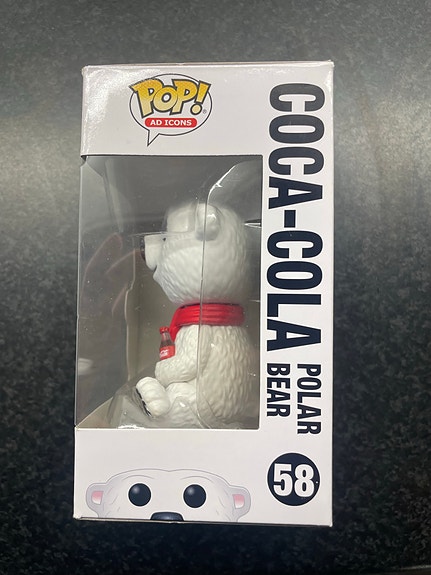 POP!
AD ICONS
COCA-COLA
POLAR
BEAR
58